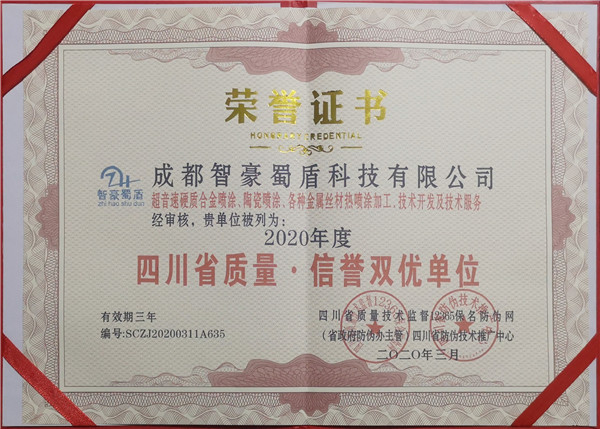 荣誉证书
HONORARY CREDENTIAL
成都智豪蜀盾科技有限公司
ZH
智豪蜀盾
zhi hao shu dun
超音速硬质合金喷涂、陶瓷喷涂、各种金属丝材热喷涂加工、技术开发及技术服务
经审核，贵单位被列为：
2020年度
四川省质量·信誉双优单位
有效期三年
编号:SCZJ20200311A635
四川省质量技术监督12365保名防伪网
（省政府防伪办主管）四川省防伪技术推广中心
二〇二〇年三月